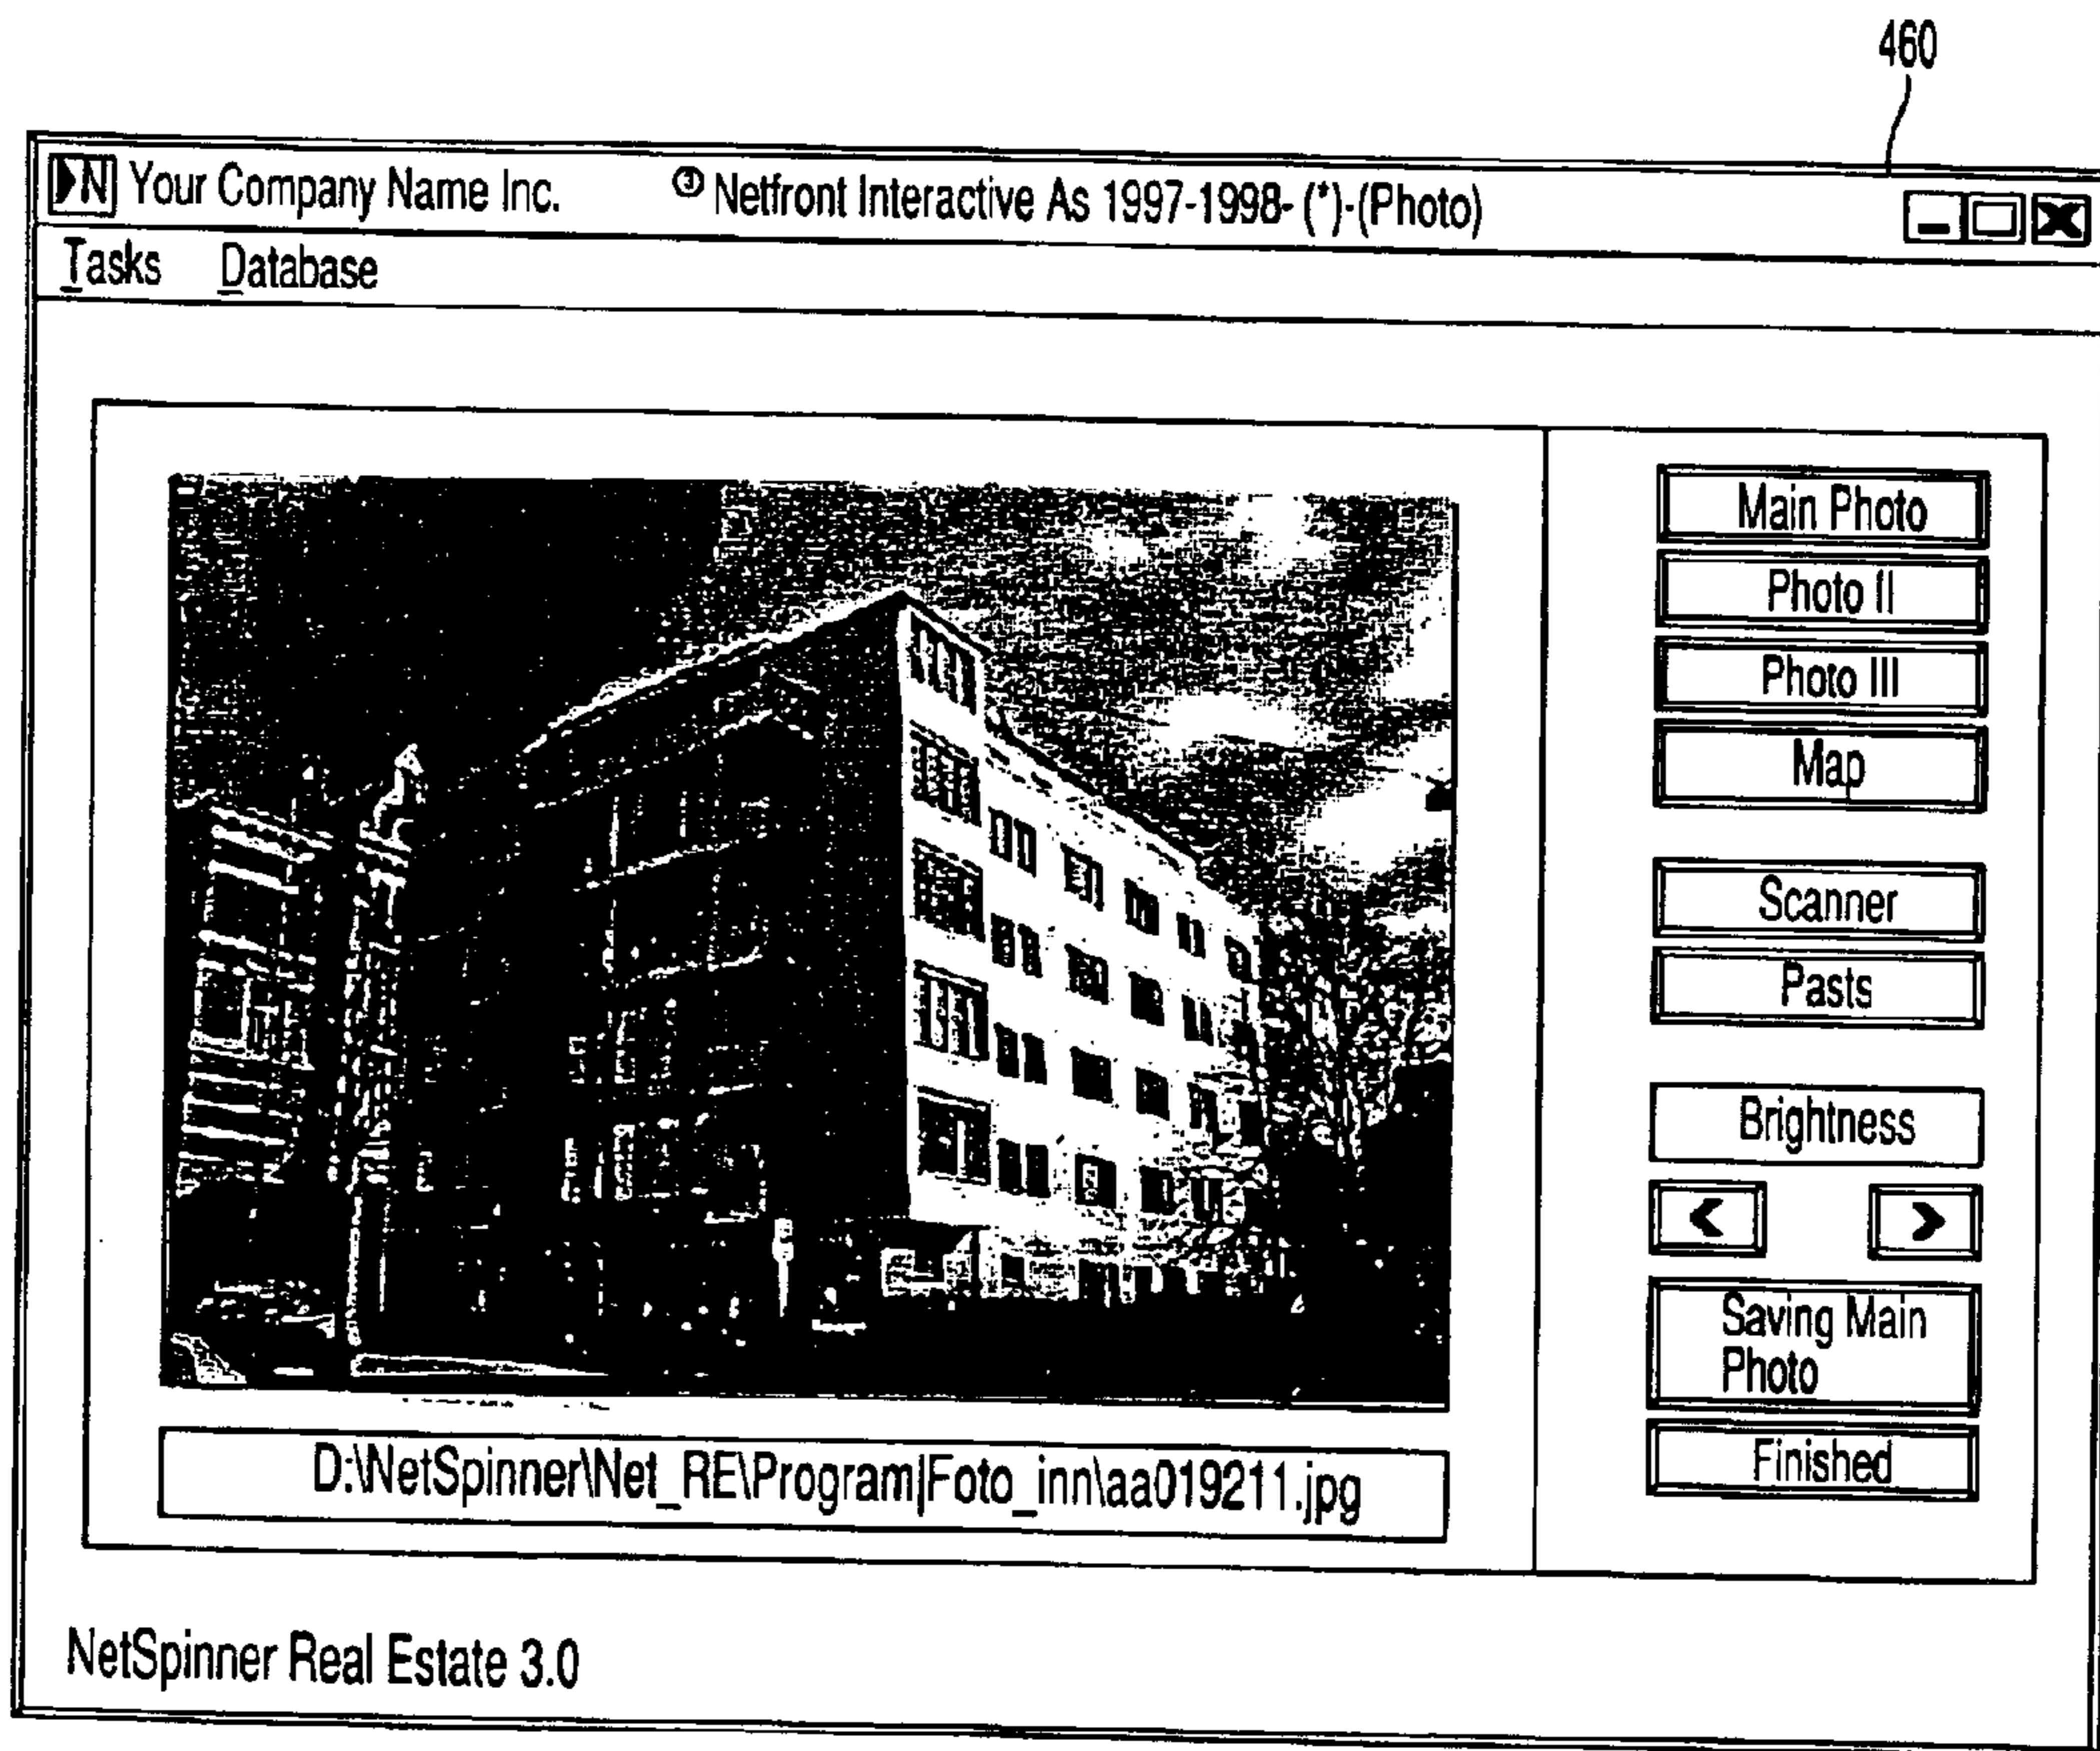 460
N Your Company Name Inc. ③ Netfront Interactive As 1997-1998- (*)-(Photo)
Tasks Database
Main Photo
Photo II
Photo III
Map
Scanner
Pasts
Brightness
< >
Saving Main
Photo
Finished
D:\NetSpinner\Net_RE\Program|Foto_inn\aa019211.jpg
NetSpinner Real Estate 3.0